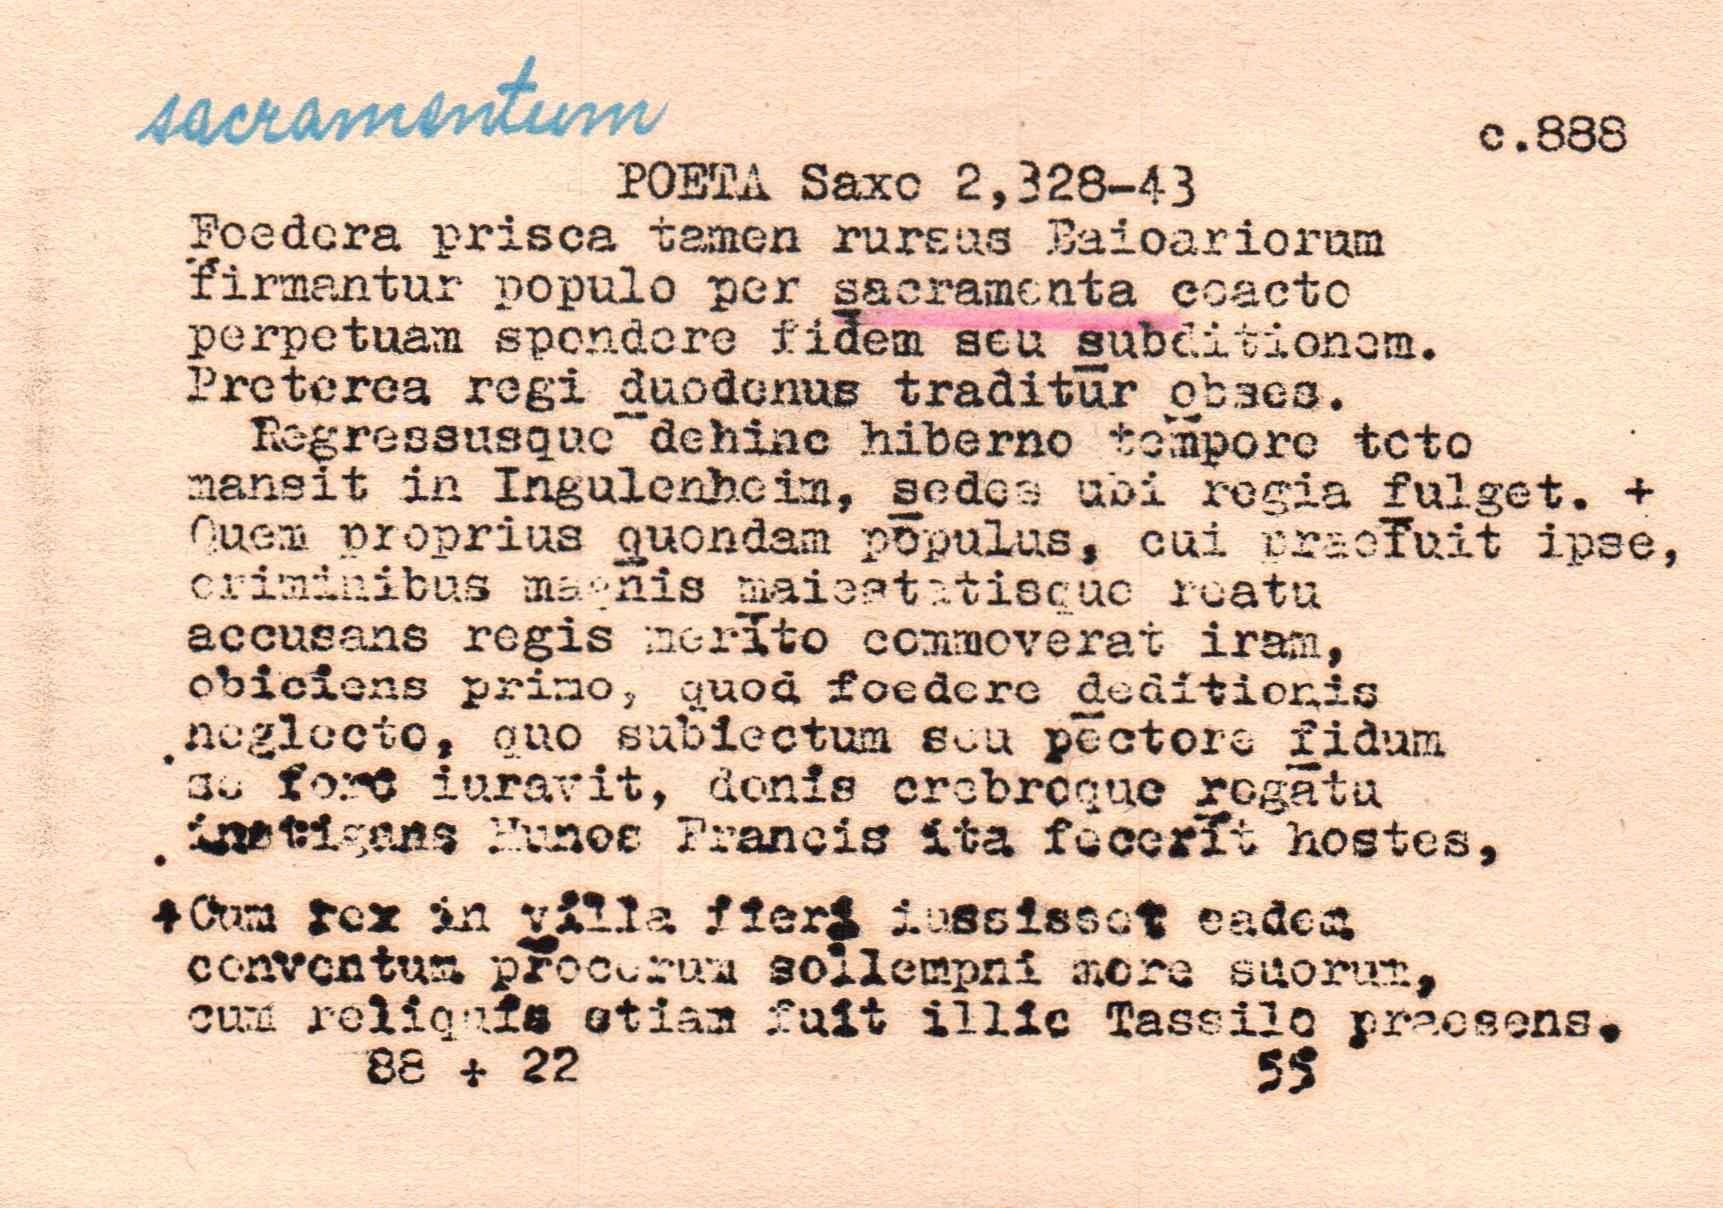 sacramentum
c.888
POETA Saxo 2,328-43
Foedera prisca tamen rursus Baioariorum
firmantur populo per sacramenta coacto
perpetuam spondere fidem seu subditionem.
Preterea regi duodenus traditur obses.
Regressusque dehinc hiberno tempore toto
mansit in Ingulenheim, sedes ubi regia fulget. +
Quem proprius quondam populus, cui praefuit ipse,
criminibus magnis maiestatisque reatu
accusans regis merito commoverat iram,
obiciens primo, quod foedere deditionis
neglecto, quo subiectum seu pectore fidum
se fore iuravit, donis crebroque rogatu
instigans Hunos Francis ita fecerit hostes,
+Cum rex in villa fieri iussisset eadem
conventum procerum sollempni more suorum,
cum reliquis etiam fuit illic Tassilo praesens.
88 + 22 55